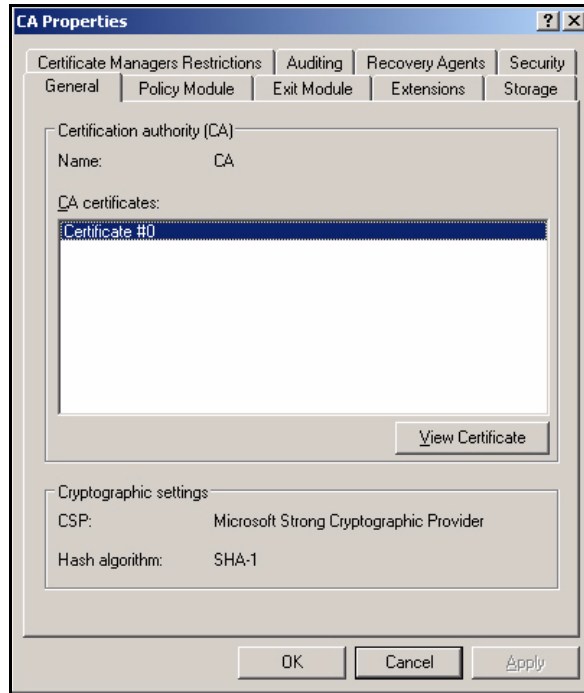 CA Properties
Certificate Managers Restrictions Auditing Recovery Agents Security
General Policy Module Exit Module Extensions Storage
Certification authority (CA)
Name: CA
CA certificates:
Certificate #0
View Certificate
Cryptographic settings
CSP: Microsoft Strong Cryptographic Provider
Hash algorithm: SHA-1
OK Cancel Apply